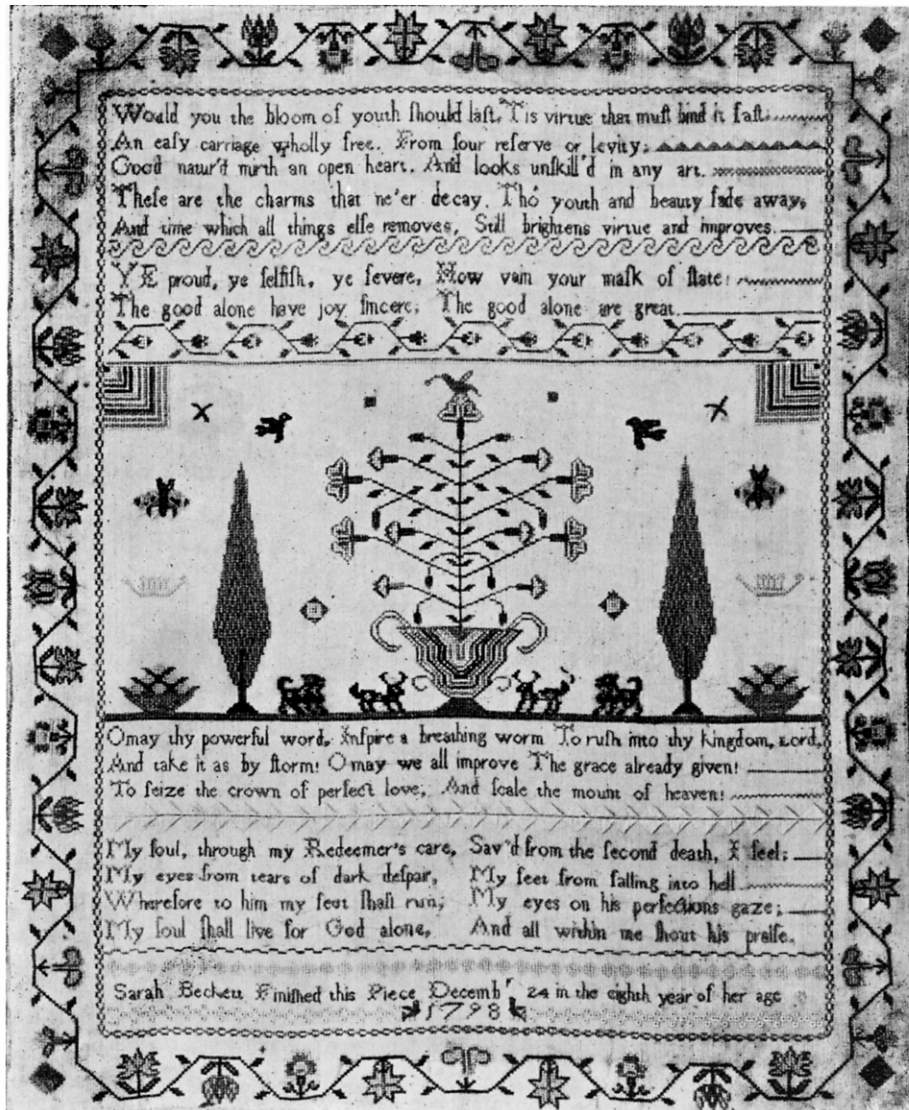 Would you the bloom of youth ſhould laſt, Tis virtue that muſt bind it faſt.
An eaſy carriage wholly free. From ſour reſerve or levity;
Good natur'd mirth an open heart. And looks unſkill'd in any art.
Theſe are the charms that ne'er decay. Tho' youth and beauty fade away,
And time which all things elſe removes, Still brightens virtue and improves.
YE proud, ye ſelfiſh, ye ſevere, How vain your maſk of ſtate:
The good alone have joy ſincere; The good alone are great.
O may thy powerful word, Inſpire a breathing worm To ruſh into thy kingdom, Lord,
And take it as by ſtorm! O may we all improve The grace already given!
To ſeize the crown of perfect love, And ſcale the mount of heaven!
My ſoul, through my Redeemer's care, Sav'd from the ſecond death, I feel;
My eyes from tears of dark deſpair, My feet from falling into hell
Wherefore to him my feet ſhall run; My eyes on his perfections gaze;
My ſoul ſhall live for God alone, And all within me ſhout his praiſe.
Sarah Beckett Finiſhed this Piece Decembr 24 in the eighth year of her age
1798